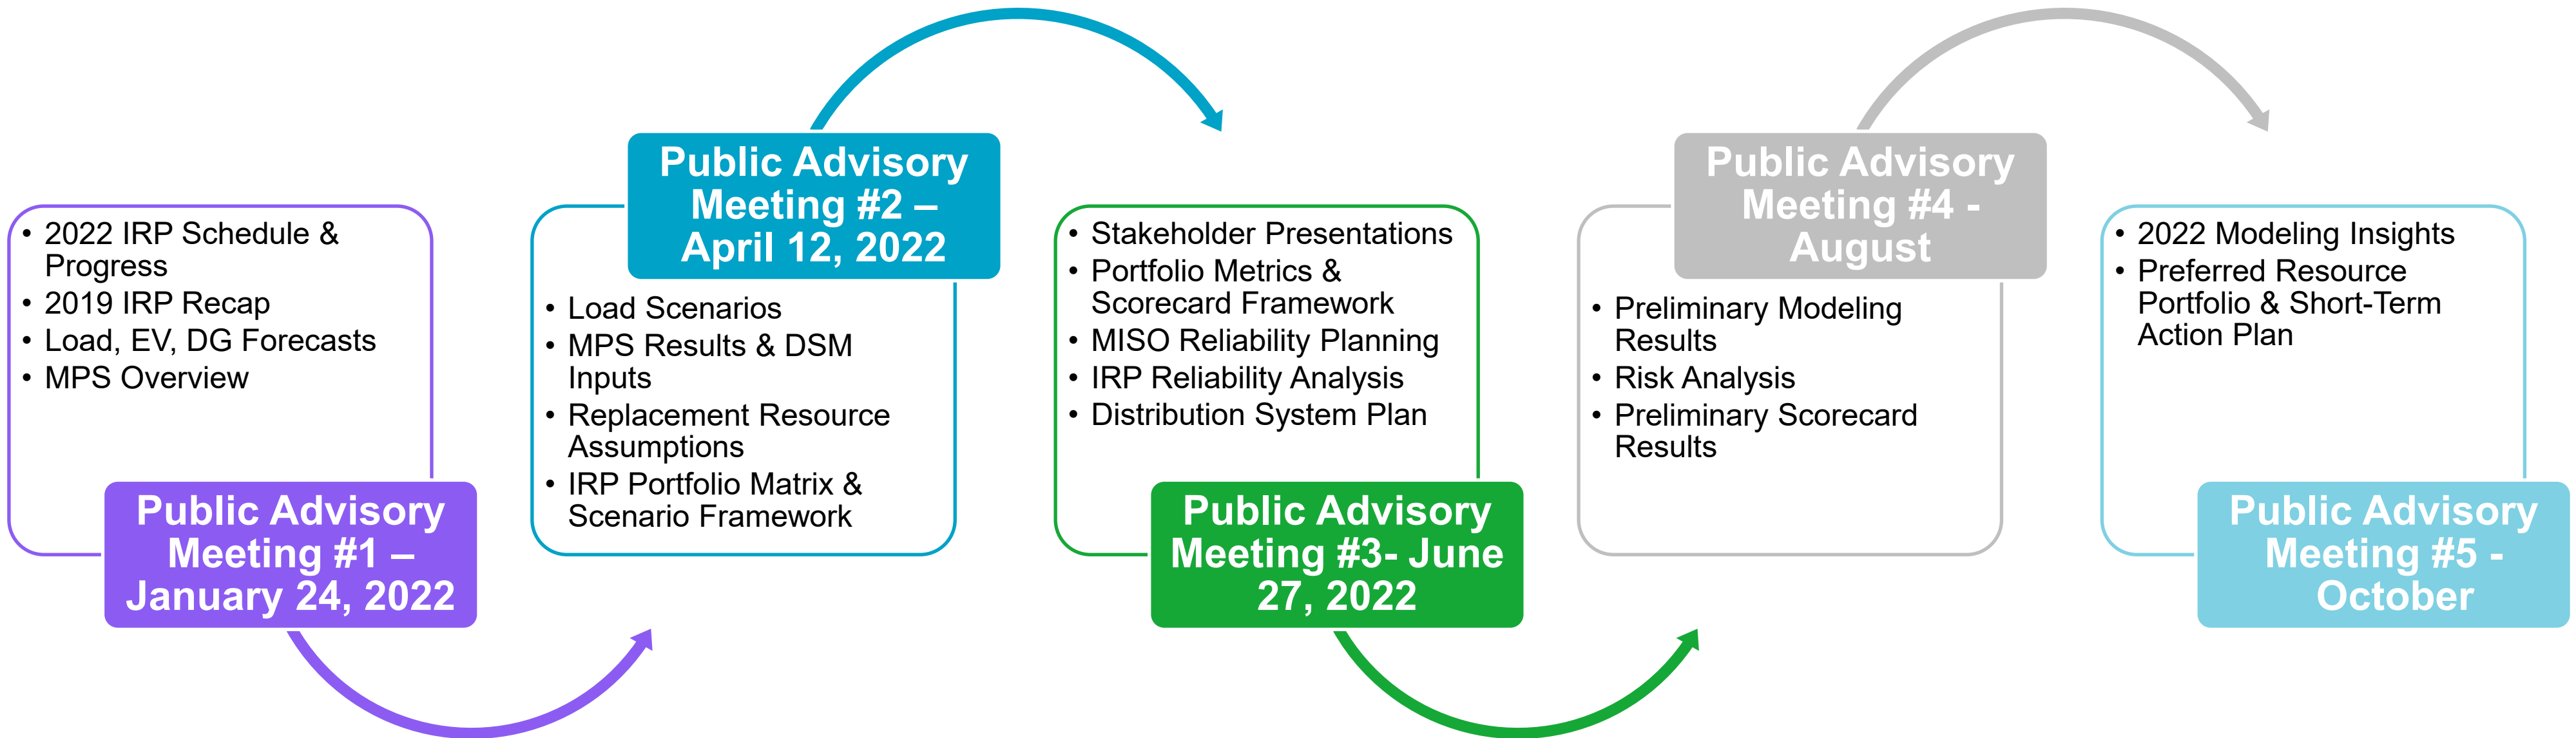 • 2022 IRP Schedule &
Progress
• 2019 IRP Recap
• Load, EV, DG Forecasts
• MPS Overview
Public Advisory
Meeting #1 –
January 24, 2022
Public Advisory
Meeting #2 –
April 12, 2022
• Load Scenarios
• MPS Results & DSM
Inputs
• Replacement Resource
Assumptions
• IRP Portfolio Matrix &
Scenario Framework
• Stakeholder Presentations
• Portfolio Metrics &
Scorecard Framework
• MISO Reliability Planning
• IRP Reliability Analysis
• Distribution System Plan
Public Advisory
Meeting #3- June
27, 2022
Public Advisory
Meeting #4 -
August
• Preliminary Modeling
Results
• Risk Analysis
• Preliminary Scorecard
Results
• 2022 Modeling Insights
• Preferred Resource
Portfolio & Short-Term
Action Plan
Public Advisory
Meeting #5 -
October